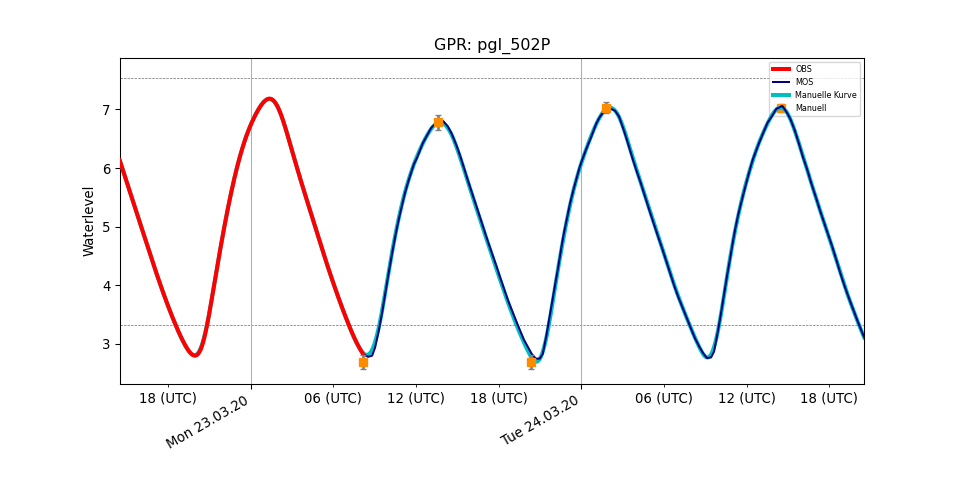 GPR: pgl_502P
OBS
MOS
Manuelle Kurve
Manuell
Waterlevel
7
6
5
4
3
18 (UTC)
Mon 23.03.20
06 (UTC)
12 (UTC)
18 (UTC)
Tue 24.03.20
06 (UTC)
12 (UTC)
18 (UTC)